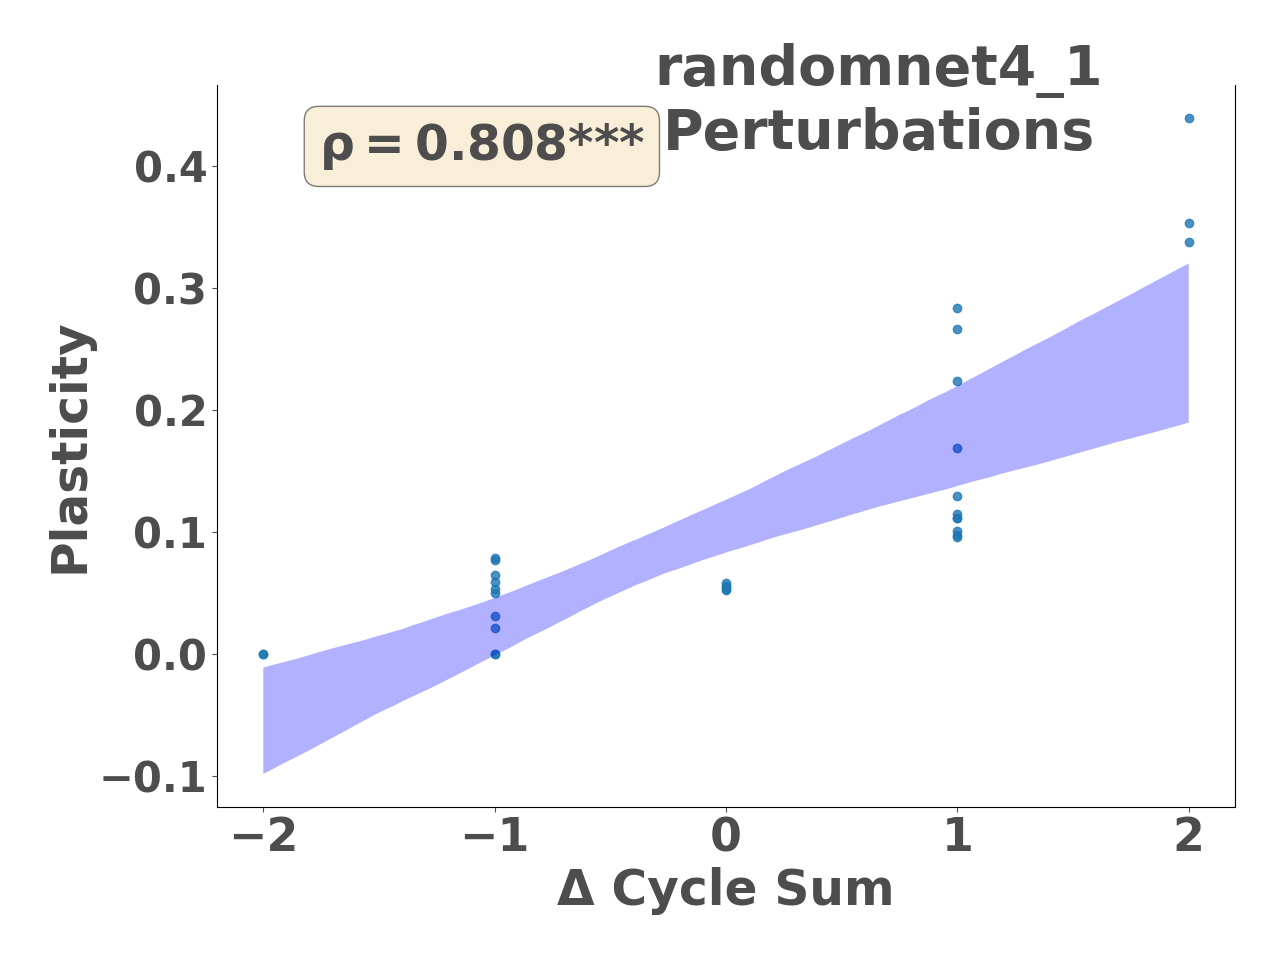 randomnet4_1
Perturbations
ρ = 0.808***
0.4
0.3
0.2
0.1
0.0
−0.1
Plasticity
−2 −1 0 1 2
Δ Cycle Sum